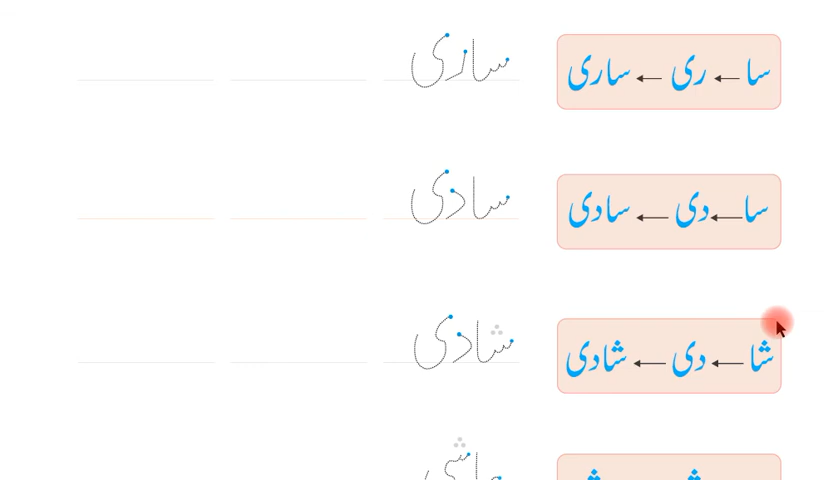 سا ← ری ← ساری ساری
سا ← دی ← سادی سادی
شا ← دی ← شادی شادی